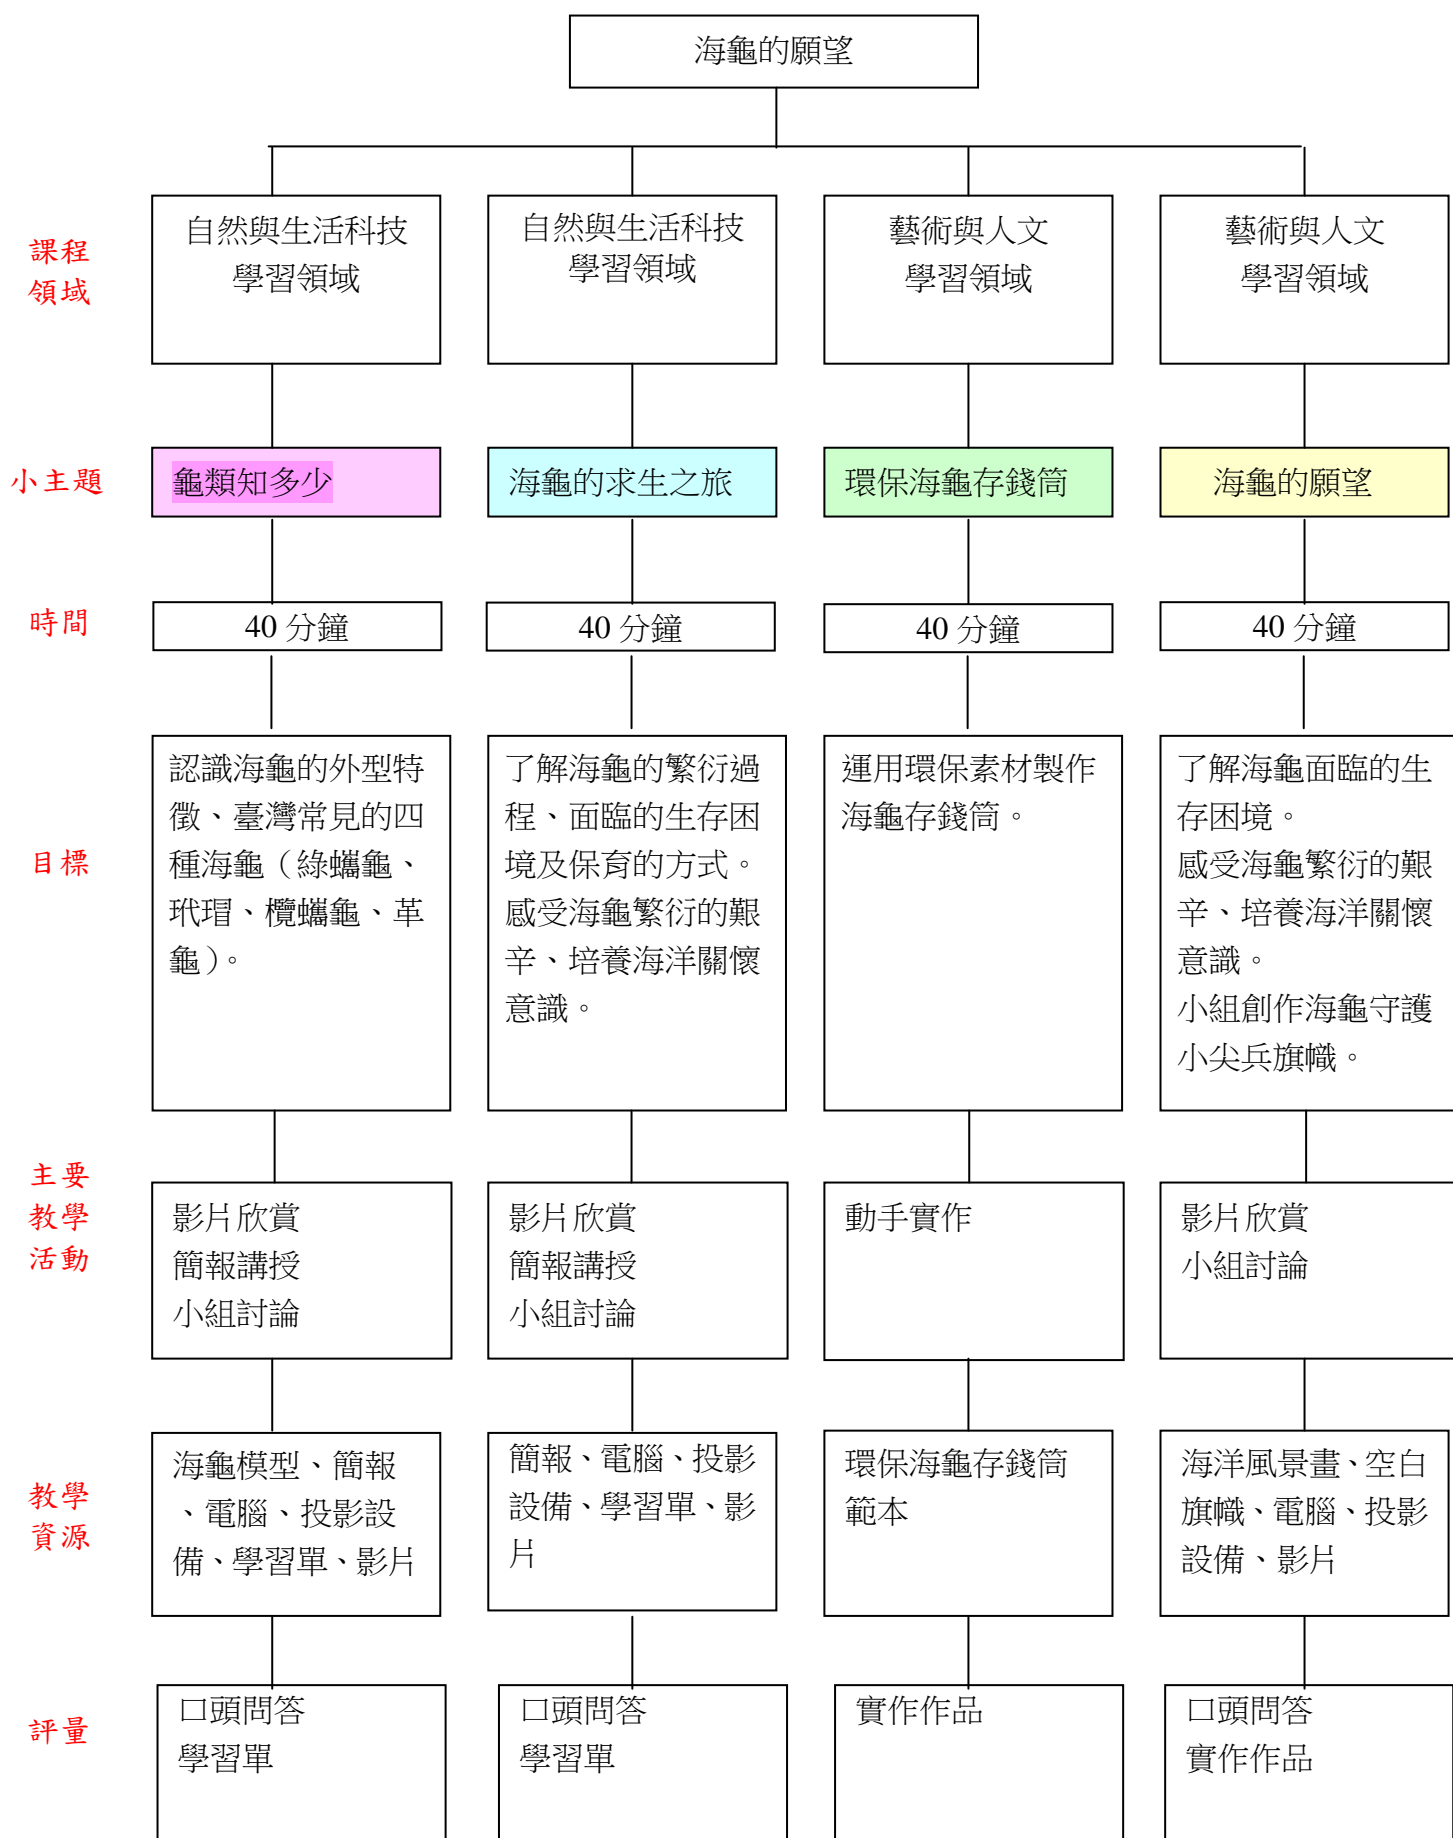 海龜的願望
課程
領域
自然與生活科技
學習領域
自然與生活科技
學習領域
藝術與人文
學習領域
藝術與人文
學習領域
小主題
龜類知多少
海龜的求生之旅
環保海龜存錢筒
海龜的願望
時間
40 分鐘
40 分鐘
40 分鐘
40 分鐘
目標
認識海龜的外型特
徵、臺灣常見的四
種海龜（綠蠵龜、
玳瑁、欖蠵龜、革
龜）。
了解海龜的繁衍過
程、面臨的生存困
境及保育的方式。
感受海龜繁衍的艱
辛、培養海洋關懷
意識。
運用環保素材製作
海龜存錢筒。
了解海龜面臨的生
存困境。
感受海龜繁衍的艱
辛、培養海洋關懷
意識。
小組創作海龜守護
小尖兵旗幟。
主要
教學
活動
影片欣賞
簡報講授
小組討論
影片欣賞
簡報講授
小組討論
動手實作
影片欣賞
小組討論
教學
資源
海龜模型、簡報
、電腦、投影設
備、學習單、影片
簡報、電腦、投影
設備、學習單、影
片
環保海龜存錢筒
範本
海洋風景畫、空白
旗幟、電腦、投影
設備、影片
評量
口頭問答
學習單
口頭問答
學習單
實作作品
口頭問答
實作作品